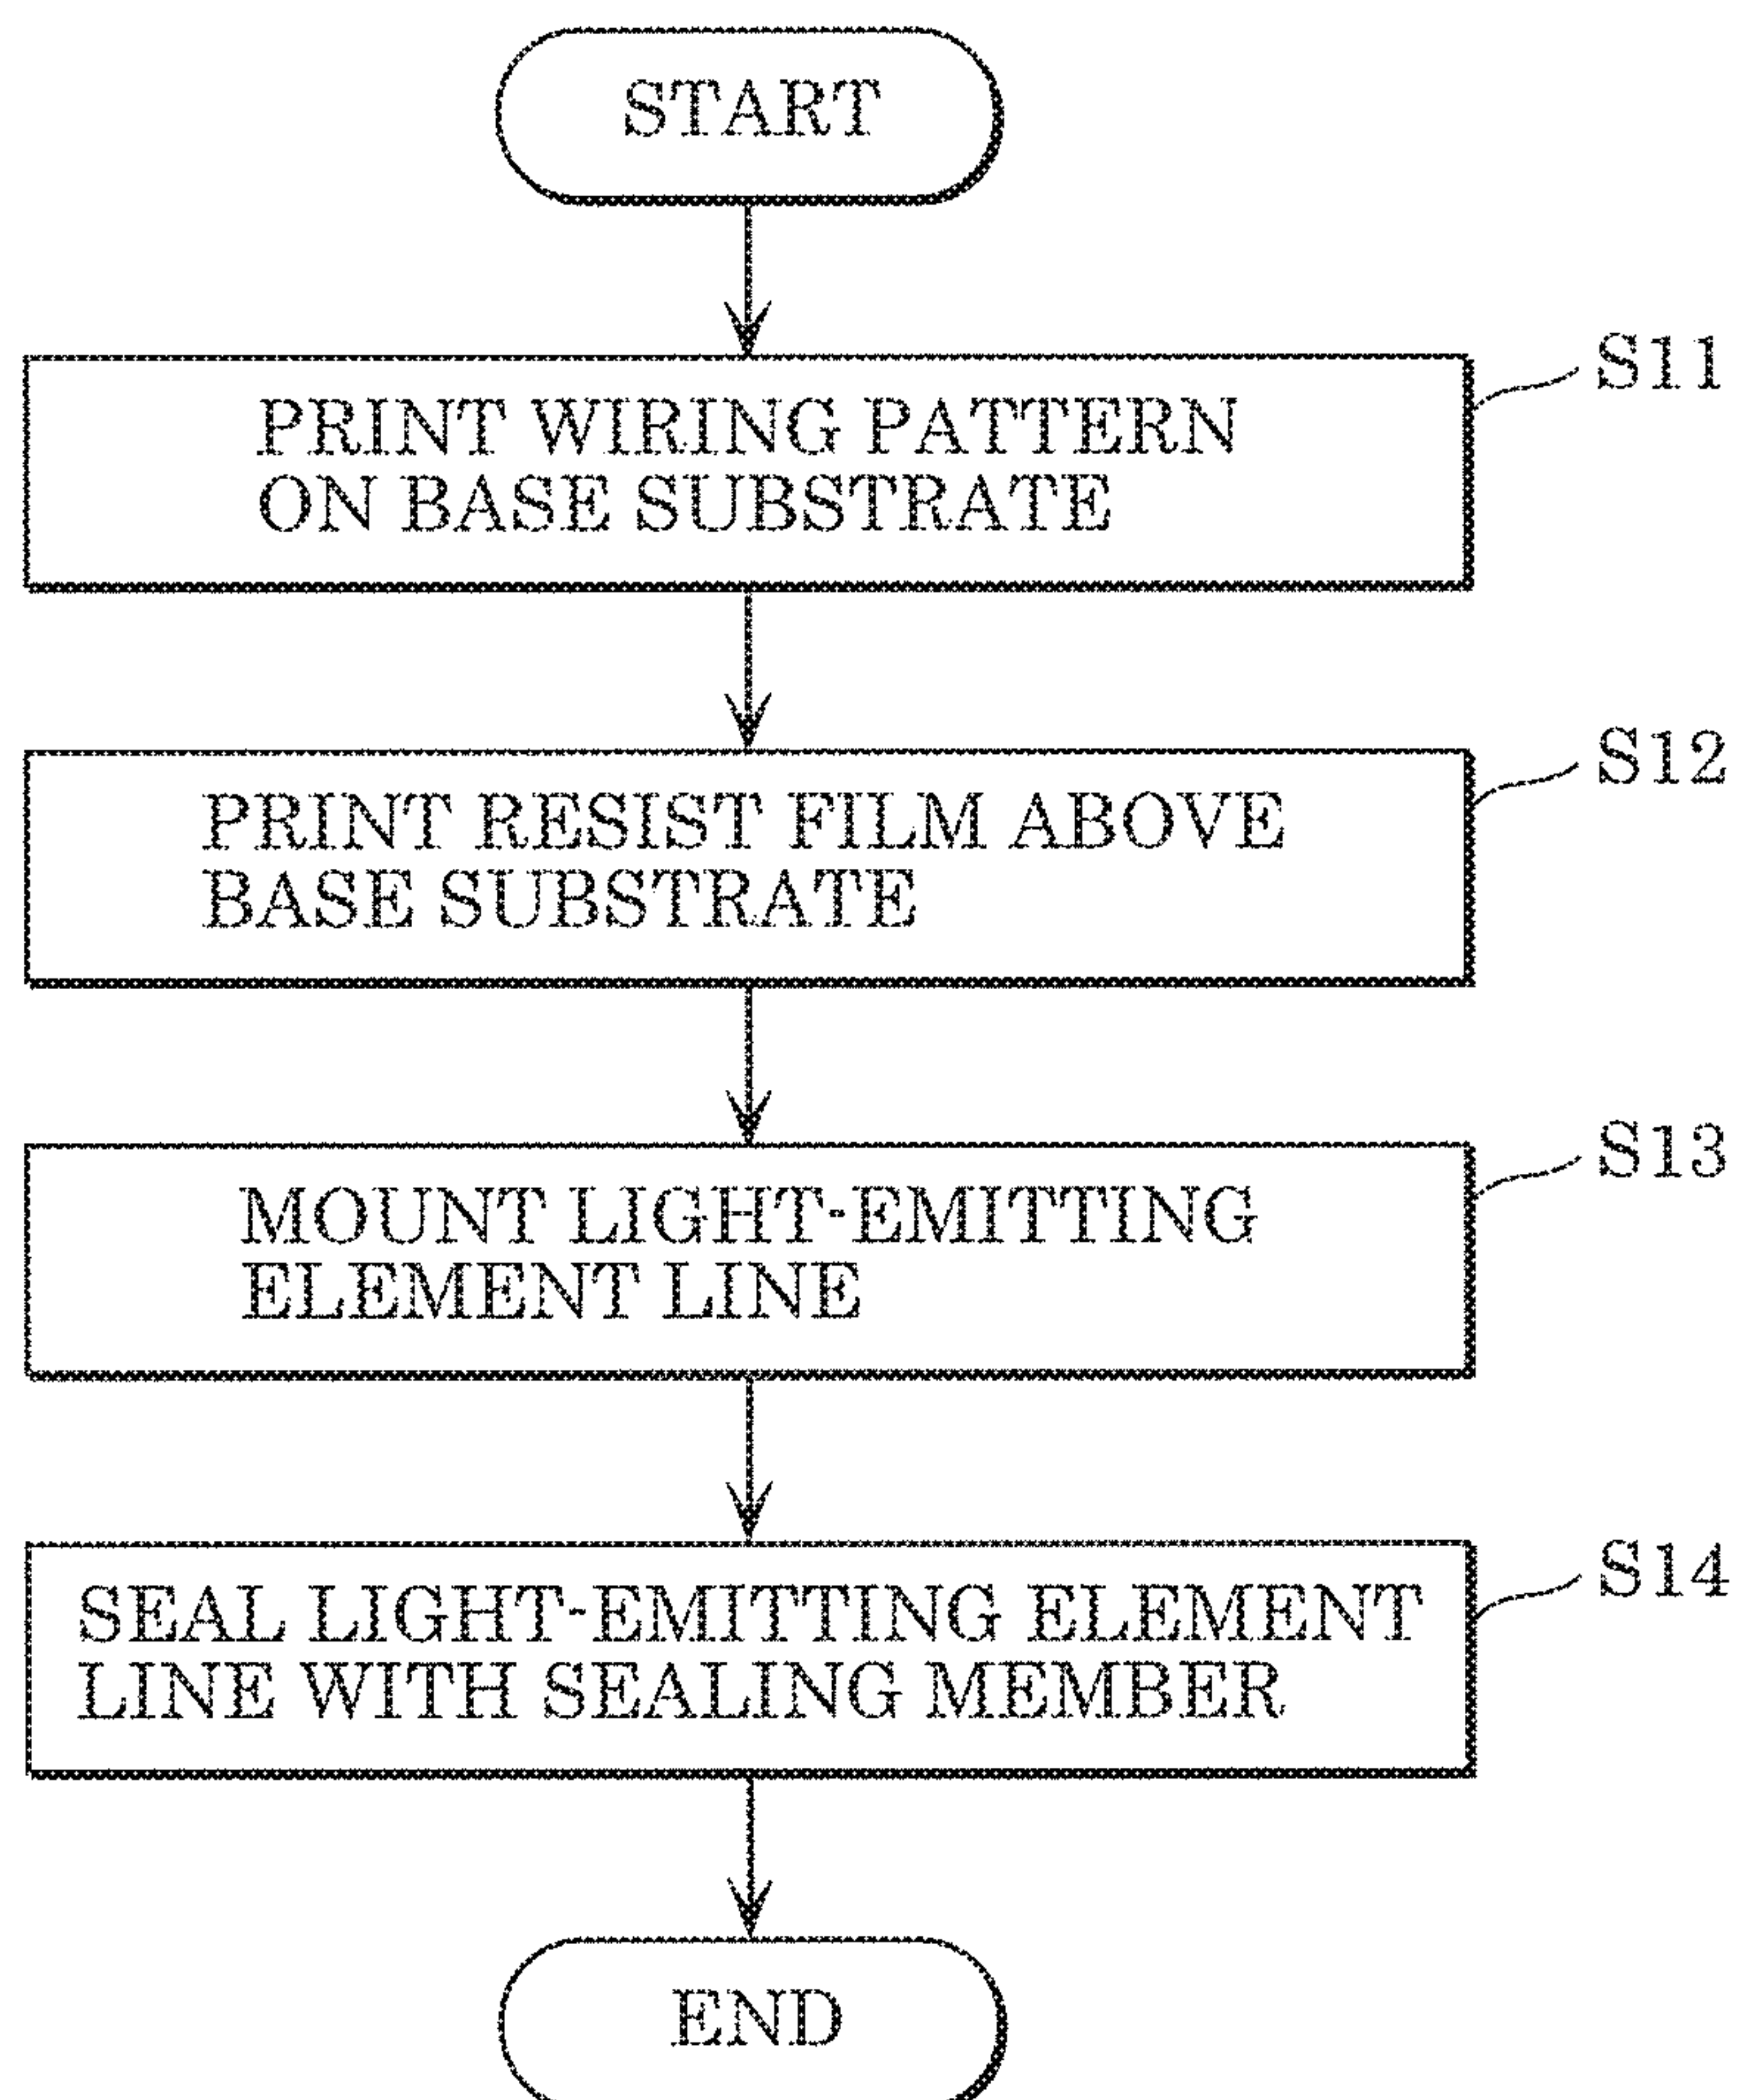 START
S11
PRINT WIRING PATTERN
ON BASE SUBSTRATE
S12
PRINT RESIST FILM ABOVE
BASE SUBSTRATE
S13
MOUNT LIGHT-EMITTING
ELEMENT LINE
S14
SEAL LIGHT-EMITTING ELEMENT
LINE WITH SEALING MEMBER
END